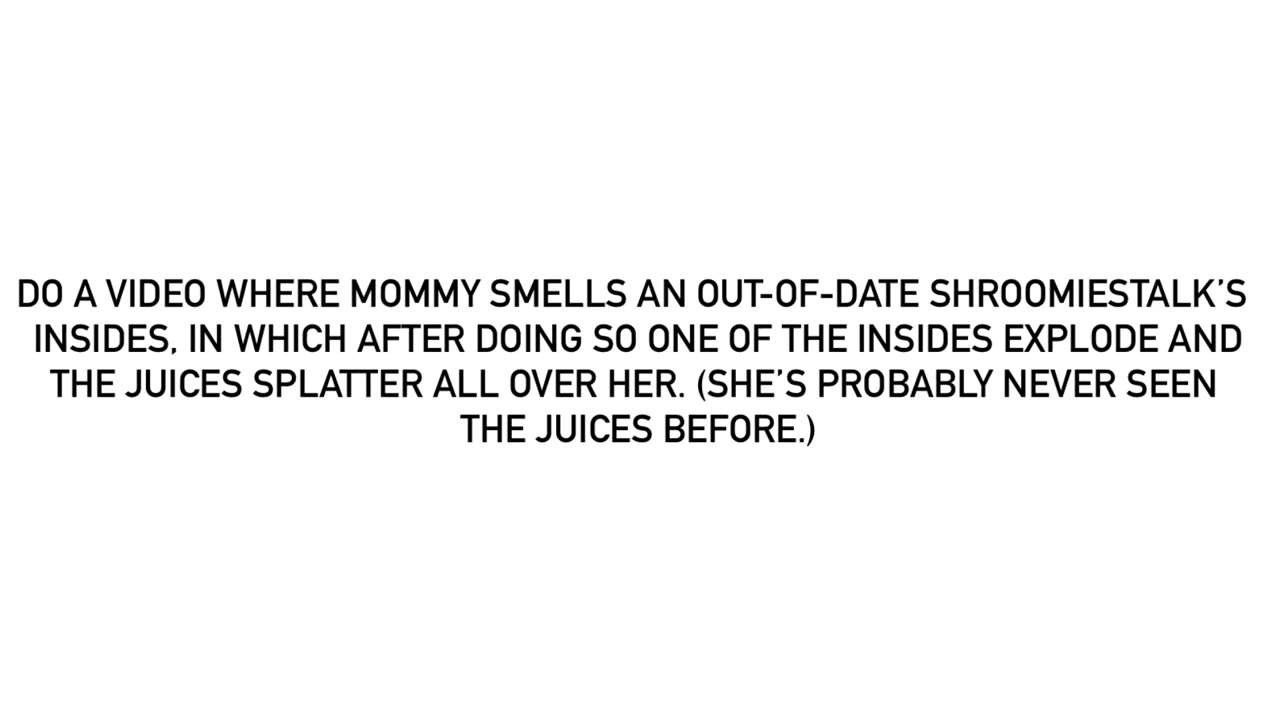 DO A VIDEO WHERE MOMMY SMELLS AN OUT-OF-DATE SHROOMIESTALK’S
INSIDES, IN WHICH AFTER DOING SO ONE OF THE INSIDES EXPLODE AND
THE JUICES SPLATTER ALL OVER HER. (SHE’S PROBABLY NEVER SEEN
THE JUICES BEFORE.)